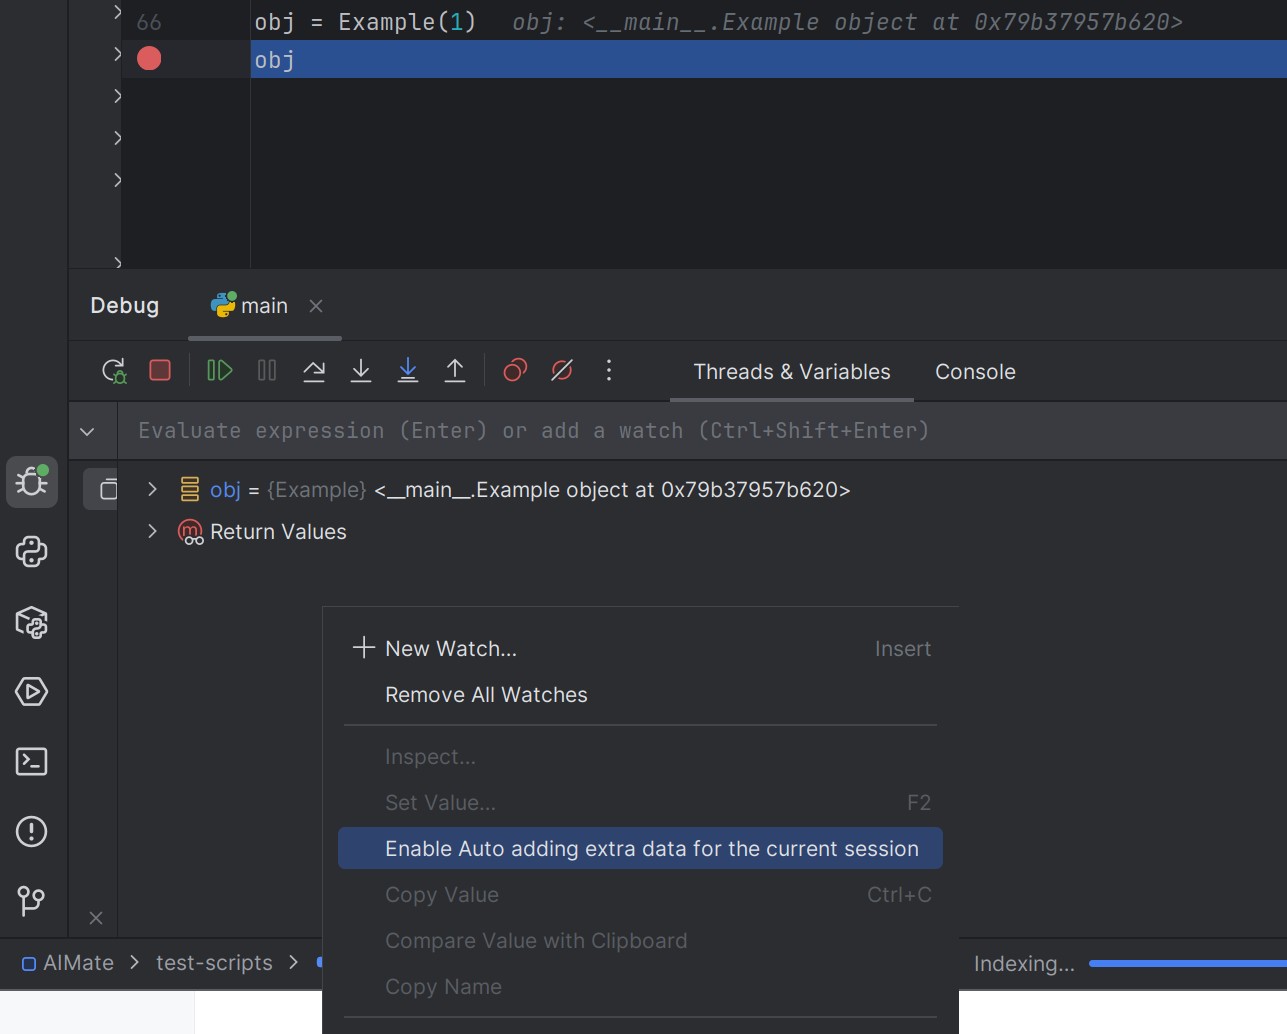 66 obj = Example(1) obj: <__main__.Example object at 0x79b37957b620>
obj
Debug main
Threads & Variables Console
Evaluate expression (Enter) or add a watch (Ctrl+Shift+Enter)
obj = {Example} <__main__.Example object at 0x79b37957b620>
Return Values
New Watch... Insert
Remove All Watches
Inspect...
Set Value... F2
Enable Auto adding extra data for the current session
Copy Value Ctrl+C
Compare Value with Clipboard
Copy Name
AIMate test-scripts Indexing...